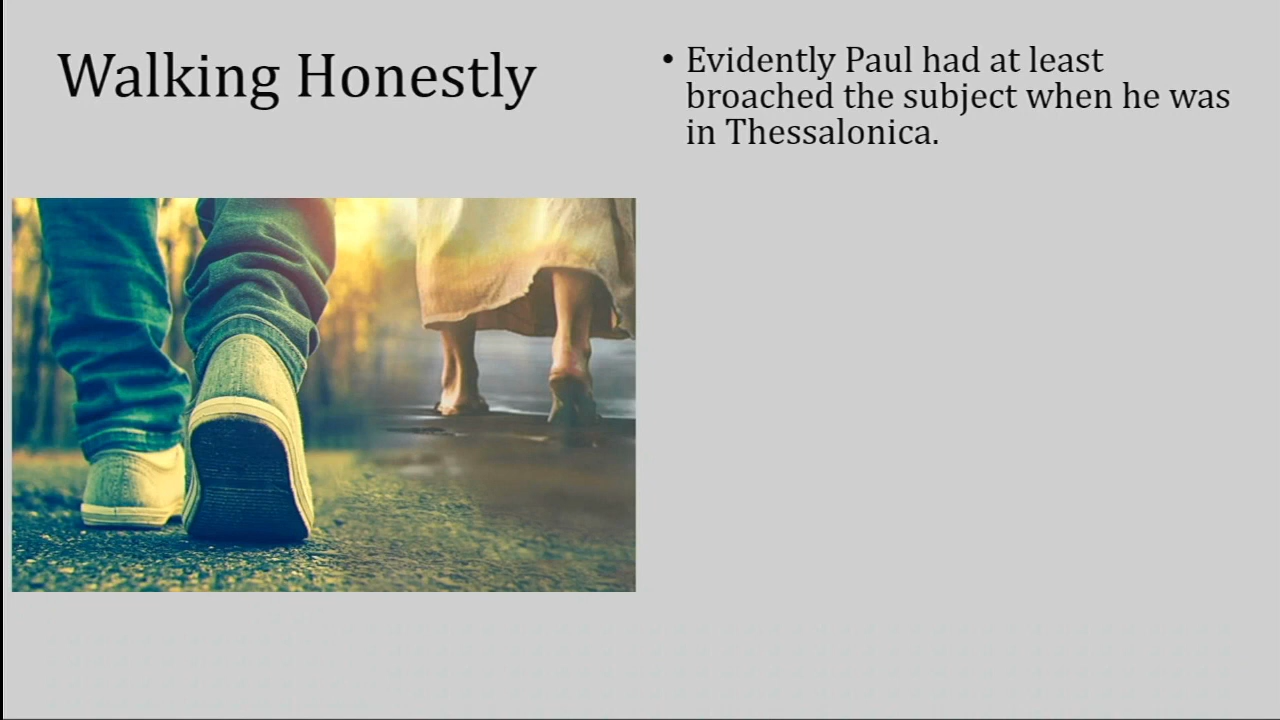 Walking Honestly
• Evidently Paul had at least
broached the subject when he was
in Thessalonica.